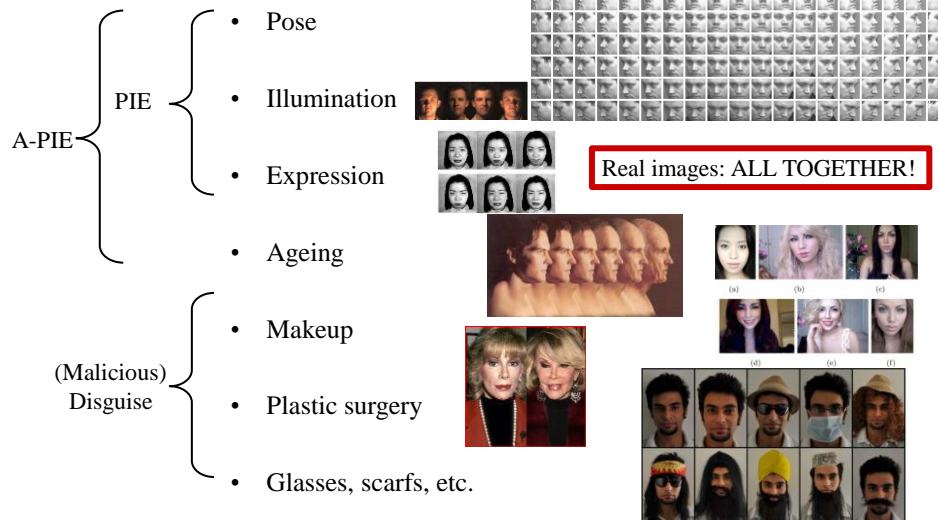 • Pose
PIE
• Illumination
A-PIE
• Expression
Real images: ALL TOGETHER!
• Ageing
(a) (b) (c)
• Makeup
(d) (e) (f)
(Malicious)
Disguise
• Plastic surgery
• Glasses, scarfs, etc.